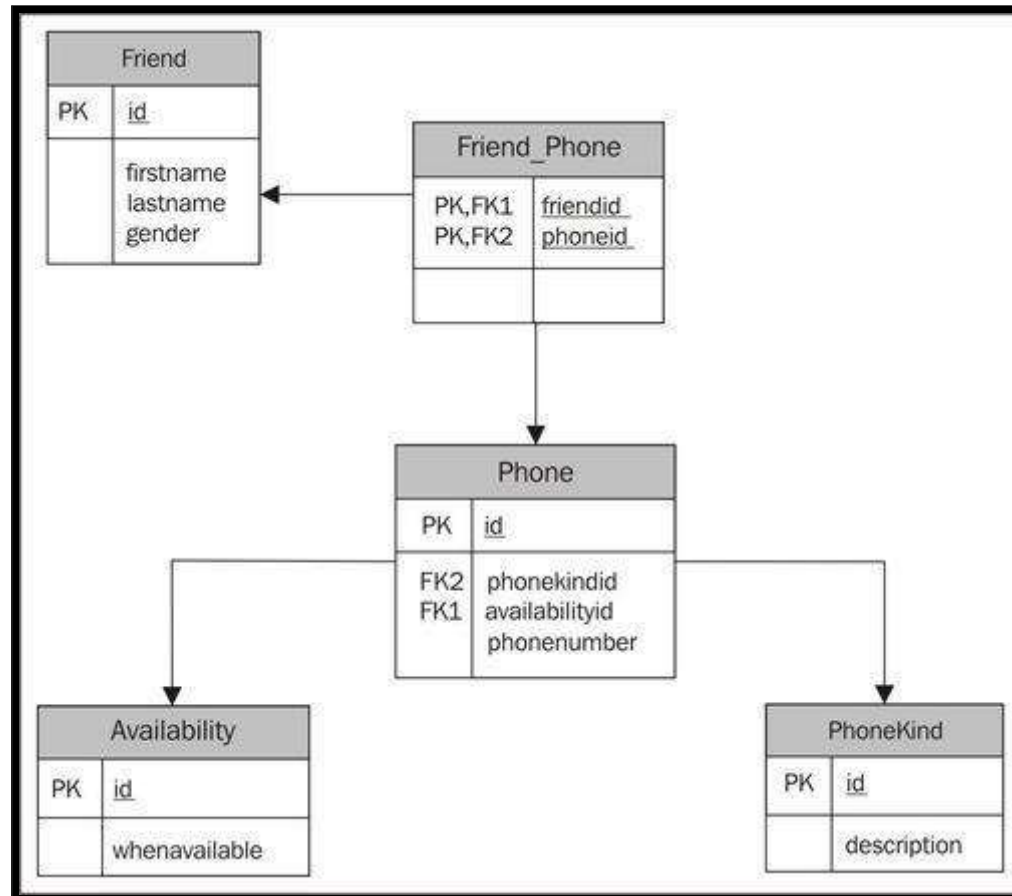 Friend
PK id
firstname
lastname
gender
Friend_Phone
PK,FK1 friendid
PK,FK2 phoneid
Phone
PK id
FK2 phonekindid
FK1 availabilityid
phonenumber
Availability
PK id
whenavailable
PhoneKind
PK id
description